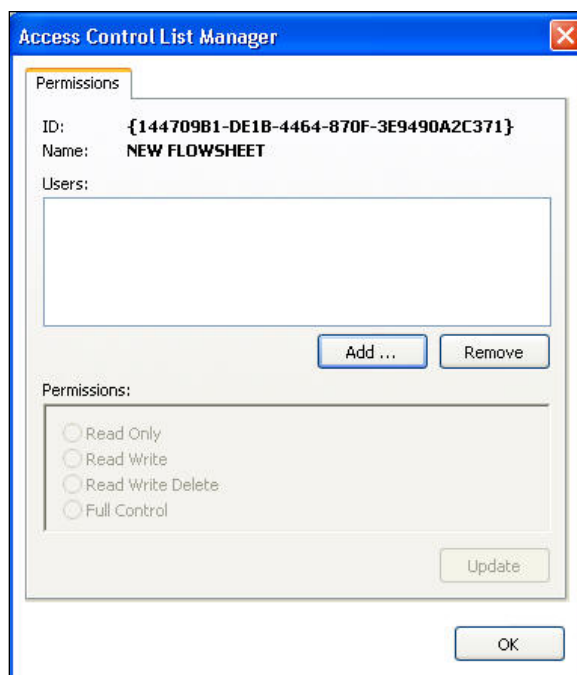 Access Control List Manager
Permissions
ID: {144709B1-DE1B-4464-870F-3E9490A2C371}
Name: NEW FLOWSHEET
Users:
Add ... Remove
Permissions:
Read Only
Read Write
Read Write Delete
Full Control
Update
OK